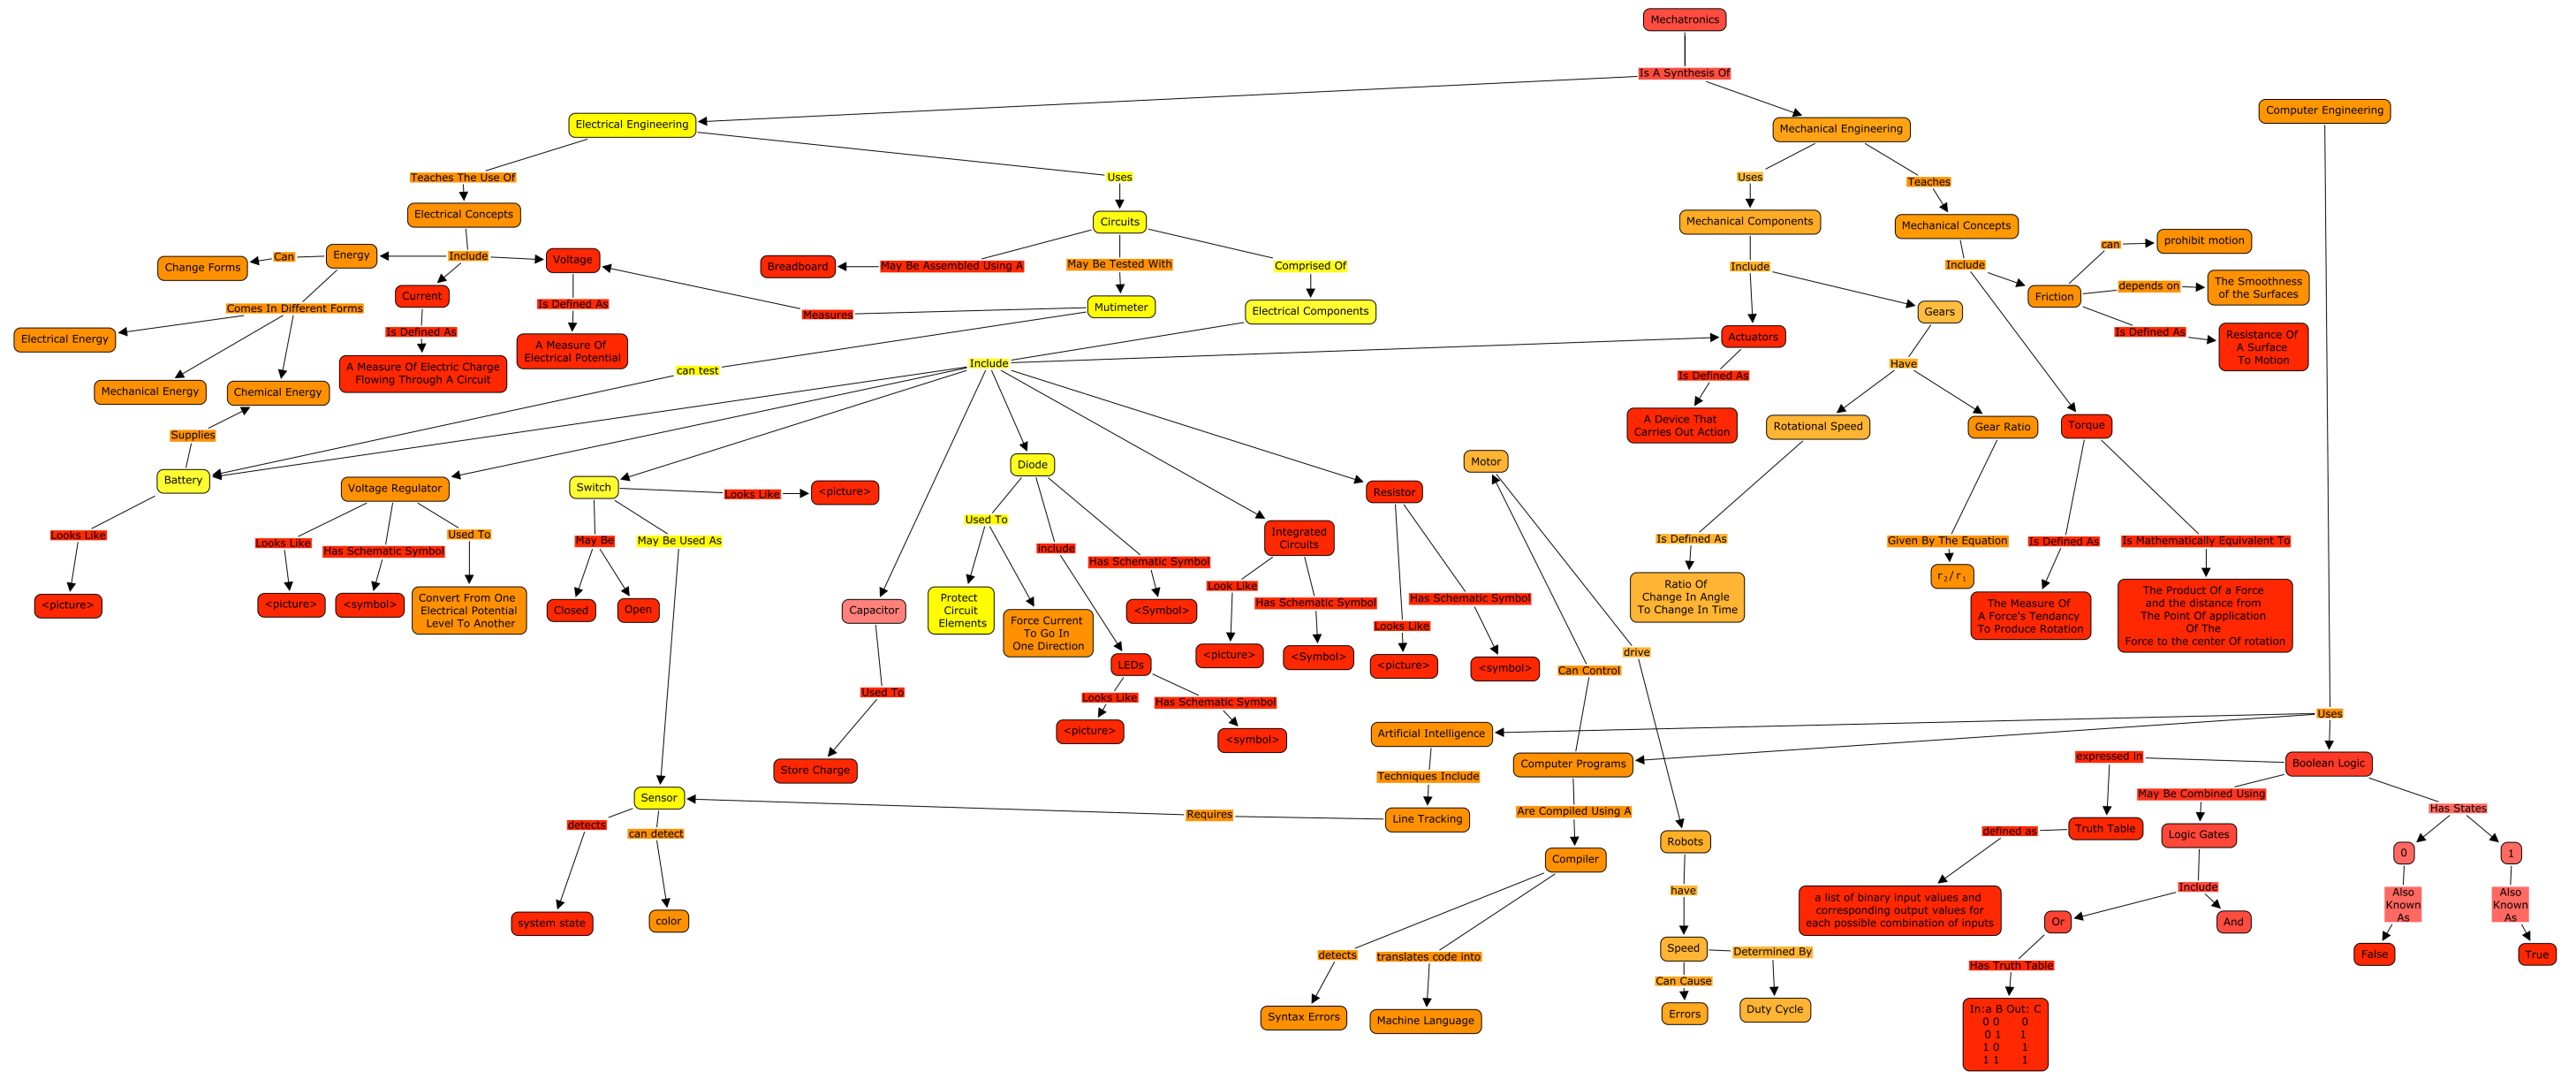 Mechatronics
Is A Synthesis Of
Electrical Engineering
Mechanical Engineering
Computer Engineering
Teaches The Use Of
Uses
Uses
Teaches
Electrical Concepts
Circuits
Mechanical Components
Mechanical Concepts
Change Forms
Can
Energy
Include
Voltage
Breadboard
May Be Assembled Using A
May Be Tested With
Comprised Of
Include
Include
can
prohibit motion
Current
Is Defined As
Friction
depends on
The Smoothness
of the Surfaces
Comes In Different Forms
Measures
Mutimeter
Electrical Components
Gears
Electrical Energy
Is Defined As
A Measure Of
Electrical Potential
Actuators
Is Defined As
Resistance Of
A Surface
To Motion
A Measure Of Electric Charge
Flowing Through A Circuit
can test
Include
Is Defined As
Have
Mechanical Energy
Chemical Energy
A Device That
Carries Out Action
Rotational Speed
Gear Ratio
Torque
Supplies
Battery
Voltage Regulator
Switch
Looks Like
<picture>
Diode
Resistor
Motor
Looks Like
Looks Like
Has Schematic Symbol
Used To
May Be
May Be Used As
Used To
Include
Has Schematic Symbol
Integrated
Circuits
Is Defined As
Given By The Equation
Is Defined As
Is Mathematically Equivalent To
<picture>
<picture>
<symbol>
Convert From One
Electrical Potential
Level To Another
Closed
Open
Capacitor
Protect
Circuit
Elements
Force Current
To Go In
One Direction
<Symbol>
Look Like
Has Schematic Symbol
Has Schematic Symbol
Looks Like
Ratio Of
Change In Angle
To Change In Time
r₂/r₁
The Measure Of
A Force's Tendancy
To Produce Rotation
The Product Of a Force
and the distance from
The Point Of application
Of The
Force to the center Of rotation
LEDs
<picture>
<Symbol>
<picture>
<symbol>
Can Control
drive
Used To
Looks Like
Has Schematic Symbol
<picture>
<symbol>
Store Charge
Uses
Artificial Intelligence
Computer Programs
Boolean Logic
Techniques Include
expressed in
May Be Combined Using
Has States
Sensor
Requires
Line Tracking
Are Compiled Using A
detects
can detect
Compiler
Robots
defined as
Truth Table
Logic Gates
0
1
system state
color
have
a list of binary input values and
corresponding output values for
each possible combination of inputs
Include
Or
And
Also
Known
As
Also
Known
As
False
True
detects
translates code into
Speed
Determined By
Can Cause
Has Truth Table
Syntax Errors
Machine Language
Errors
Duty Cycle
In:a B Out: C
0 0 0
0 1 1
1 0 1
1 1 1